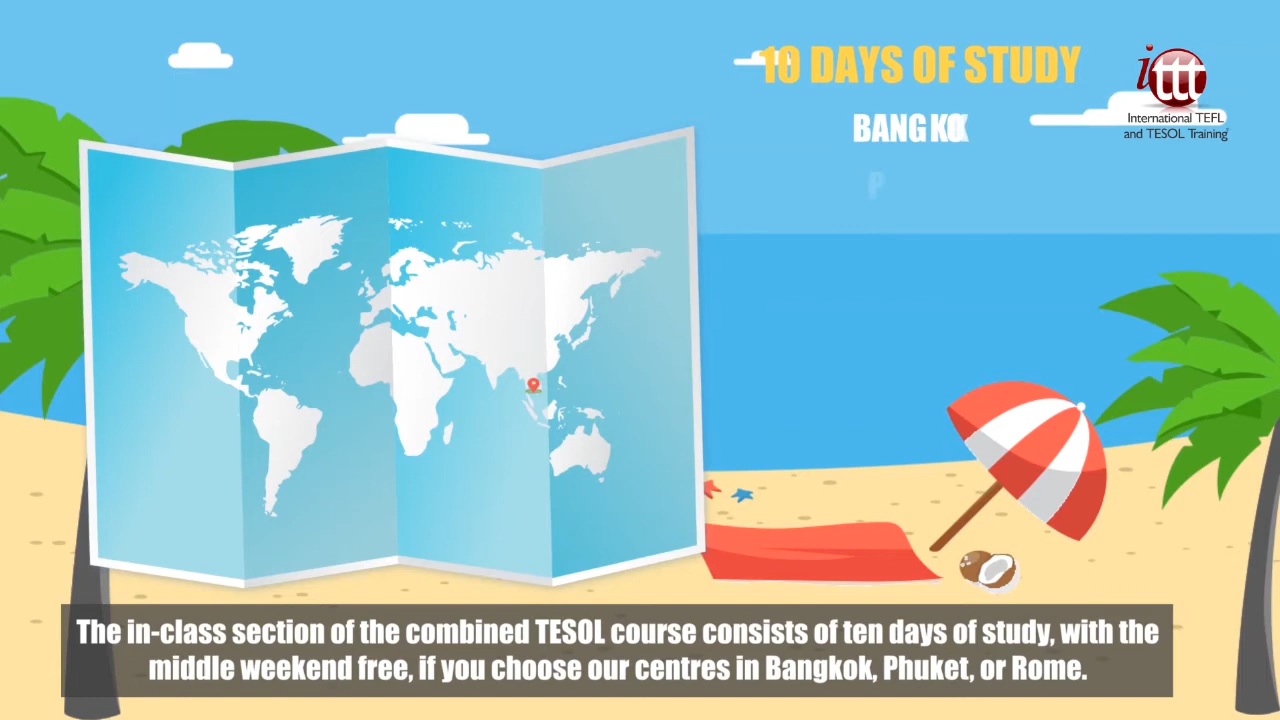 10 DAYS OF STUDY
BANGKOK
P
ittt
International TEFL
and TESOL Training
The in-class section of the combined TESOL course consists of ten days of study, with the
middle weekend free, if you choose our centres in Bangkok, Phuket, or Rome.